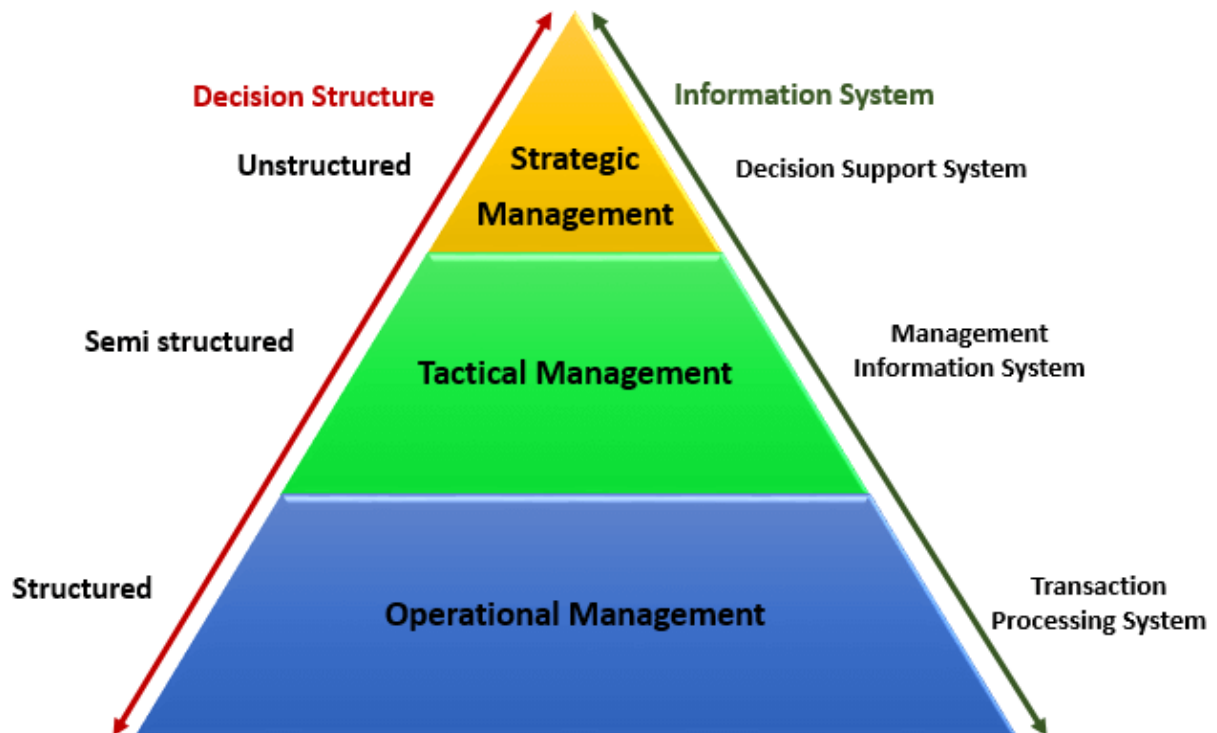 Decision Structure
Information System
Unstructured
Strategic
Management
Decision Support System
Semi structured
Tactical Management
Management
Information System
Structured
Operational Management
Transaction
Processing System